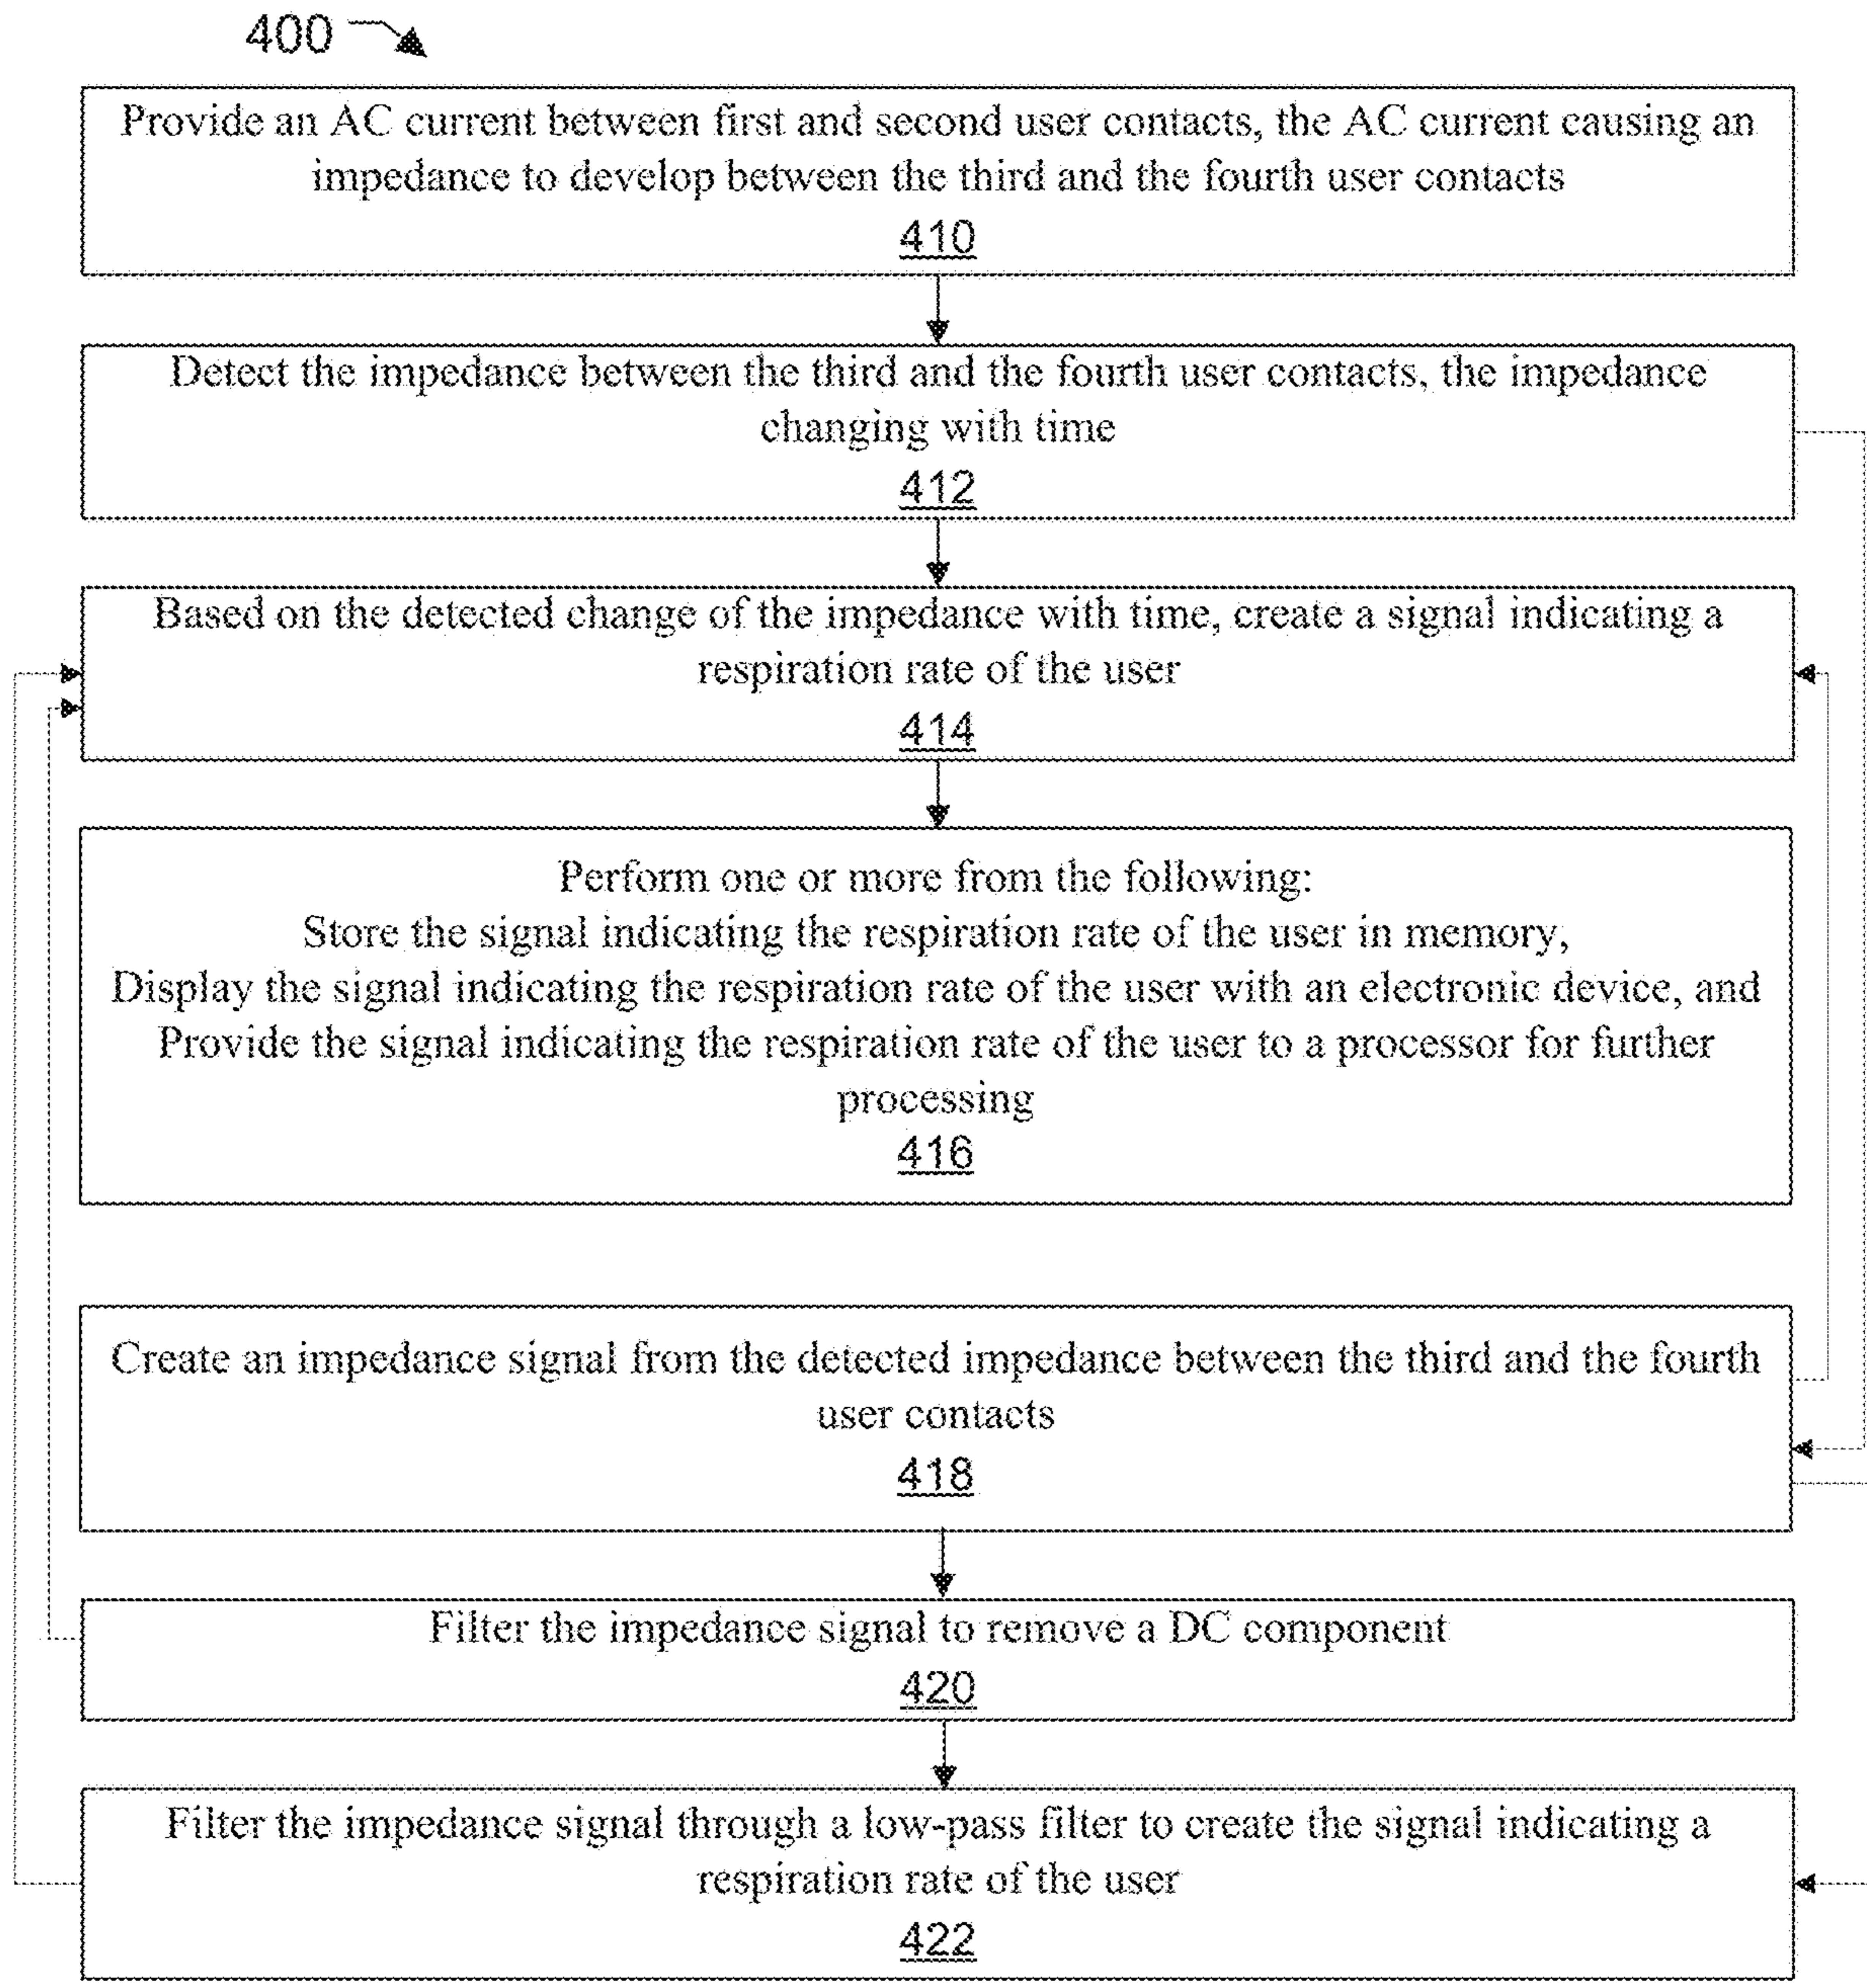 400
Provide an AC current between first and second user contacts, the AC current causing an
impedance to develop between the third and the fourth user contacts
410
Detect the impedance between the third and the fourth user contacts, the impedance
changing with time
412
Based on the detected change of the impedance with time, create a signal indicating a
respiration rate of the user
414
Perform one or more from the following:
Store the signal indicating the respiration rate of the user in memory,
Display the signal indicating the respiration rate of the user with an electronic device, and
Provide the signal indicating the respiration rate of the user to a processor for further
processing
416
Create an impedance signal from the detected impedance between the third and the fourth
user contacts
418
Filter the impedance signal to remove a DC component
420
Filter the impedance signal through a low-pass filter to create the signal indicating a
respiration rate of the user
422